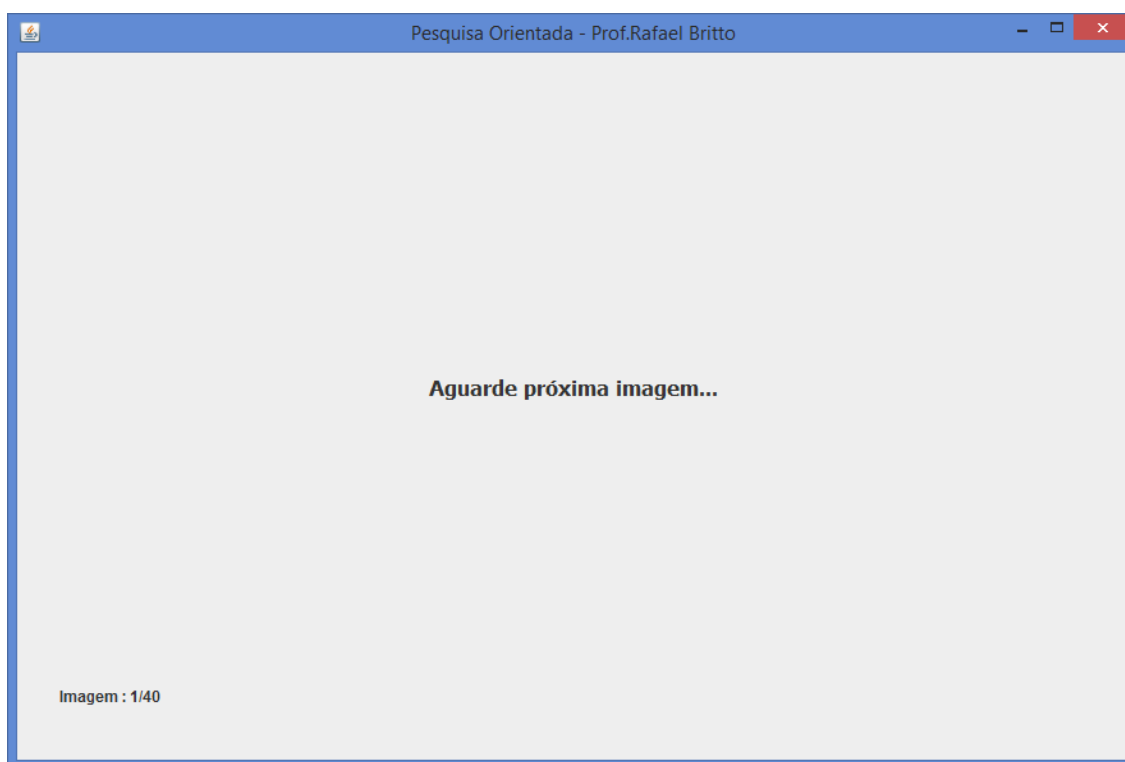 Pesquisa Orientada - Prof.Rafael Britto
Aguarde próxima imagem...
Imagem : 1/40